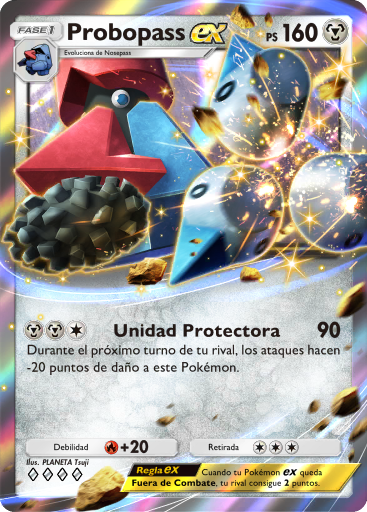 FASE 1
Probopass ex PS 160
Evoluciona de Nosepass
Unidad Protectora 90
Durante el próximo turno de tu rival, los ataques hacen
-20 puntos de daño a este Pokémon.
Debilidad +20 Retirada
Ilus. PLANETA Tsuji
Regla ex Cuando tu Pokémon ex queda
Fuera de Combate, tu rival consigue 2 puntos.